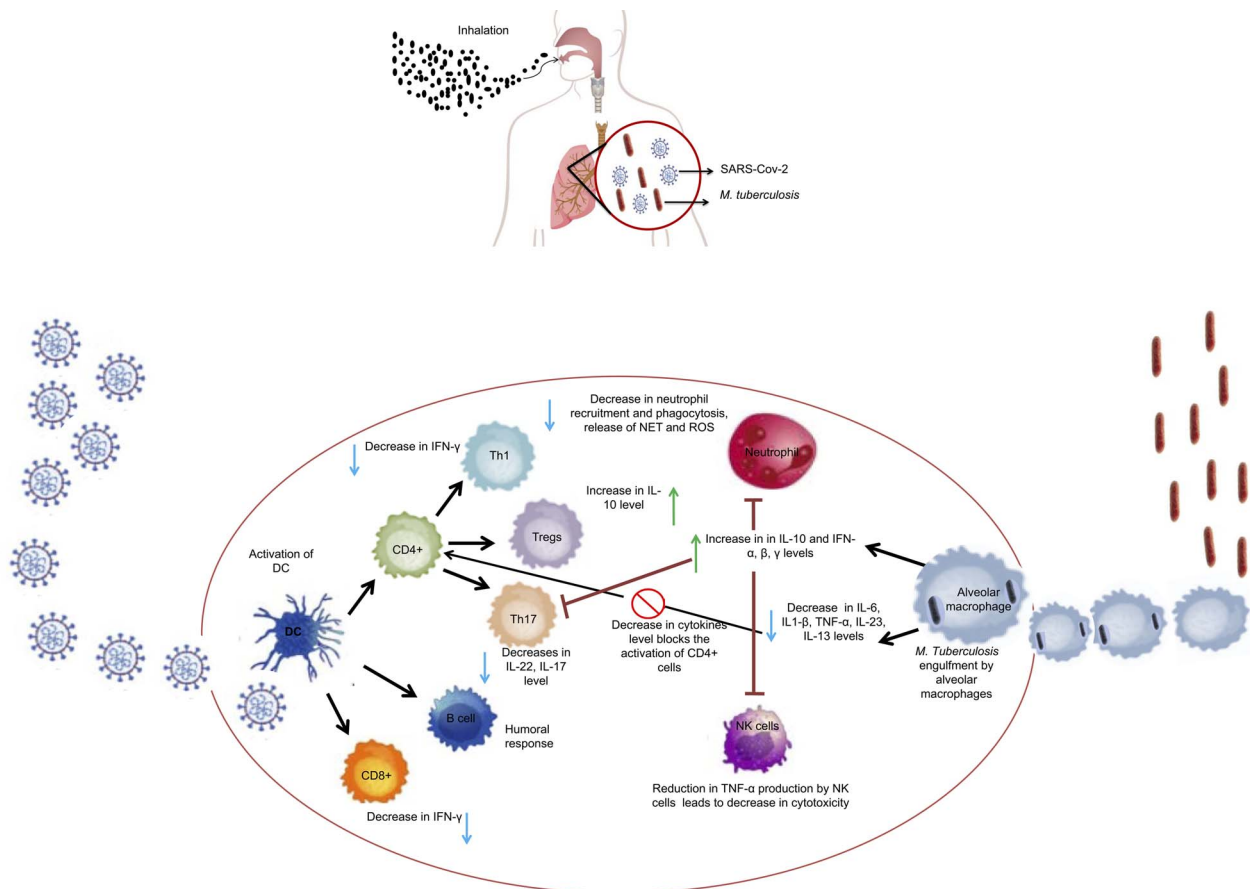 Inhalation
SARS-Cov-2
M. tuberculosis
Decrease in neutrophil
recruitment and phagocytosis,
release of NET and ROS
Decrease in IFN-γ
Th1
Neutrophil
Increase in IL-
10 level
CD4+
Tregs
Increase in in IL-10 and IFN-
α, β, γ levels
Activation of
DC
DC
Th17
Alveolar
macrophage
Decrease in IL-6,
IL1-β, TNF-α, IL-23,
IL-13 levels
Decrease in cytokines
level blocks the
activation of CD4+
cells
Decreases in
IL-22, IL-17
level
M. Tuberculosis
engulfment by
alveolar
macrophages
B cell
Humoral
response
NK cells
CD8+
Reduction in TNF-α production by NK
cells leads to decrease in cytotoxicity
Decrease in IFN-γ